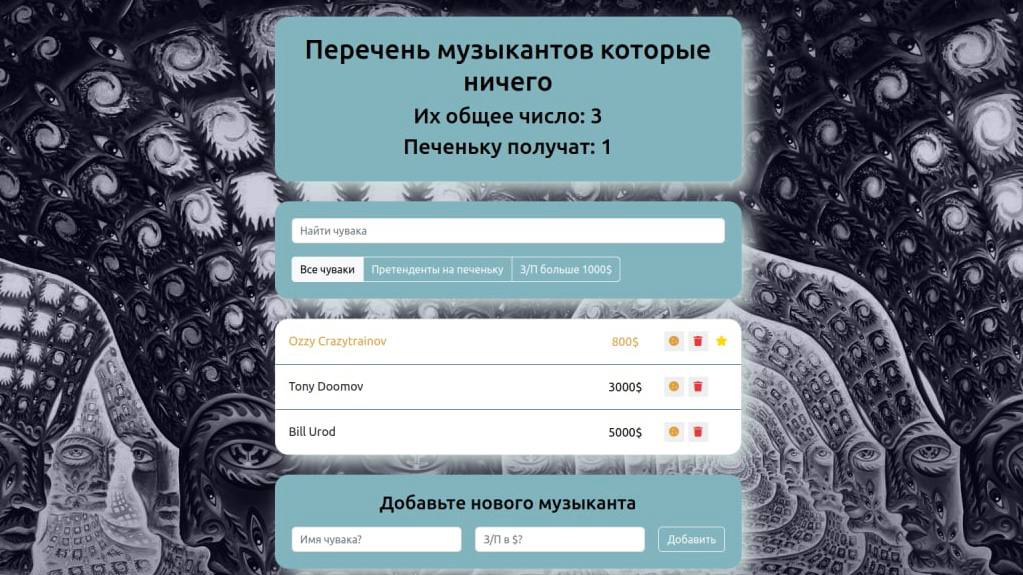 Перечень музыкантов которые
ничего
Их общее число: 3
Печеньку получат: 1
Найти чувака
Все чуваки Претенденты на печеньку З/П больше 1000$
Ozzy Crazytrainov 800$
Tony Doomov 3000$
Bill Urod 5000$
Добавьте нового музыканта
Имя чувака? З/П в $? Добавить